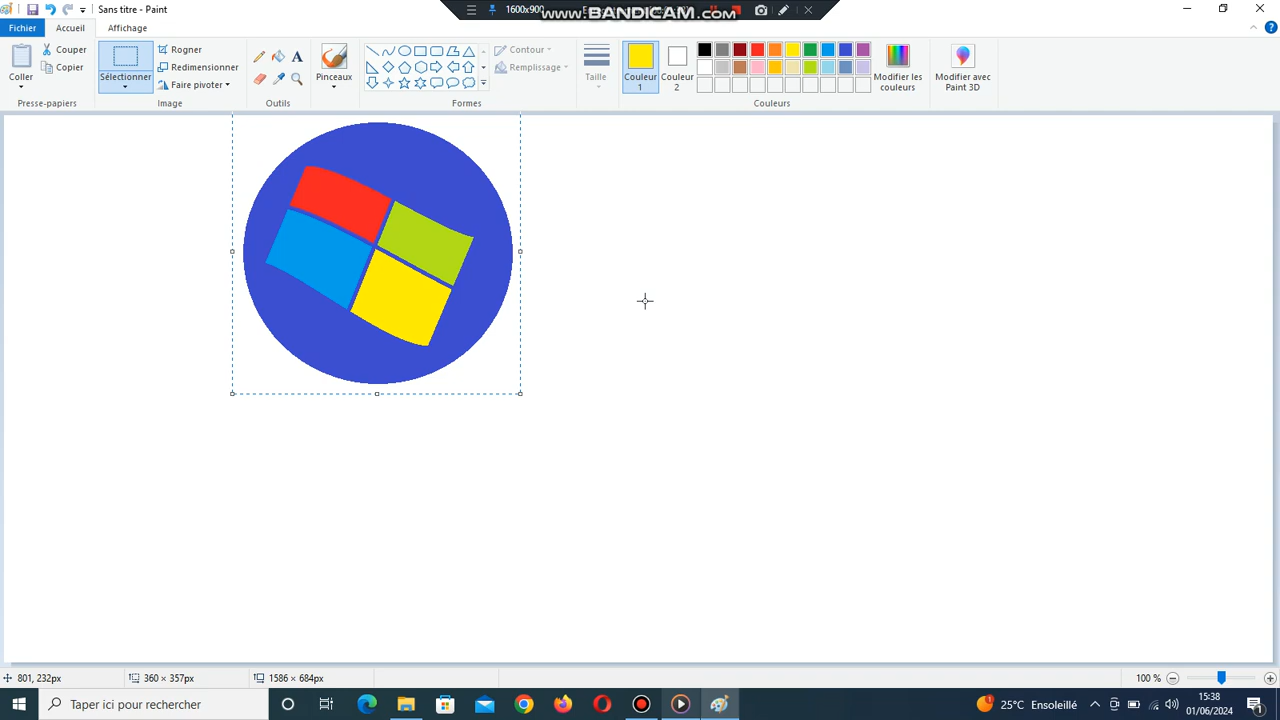 Sans titre - Paint
1600x900
www.BANDICAM.com
Fichier Accueil Affichage
Coller
Couper
Copier
Presse-papiers
Sélectionner
Rogner
Redimensionner
Faire pivoter
Image
Outils
Pinceaux
Formes
Contour
Remplissage
Taille
Couleur 1
Couleur 2
Couleurs
Modifier les couleurs
Modifier avec Paint 3D
801, 232px
360 × 357px
1586 × 684px
100 %
Taper ici pour rechercher
25°C Ensoleillé
15:38
01/06/2024